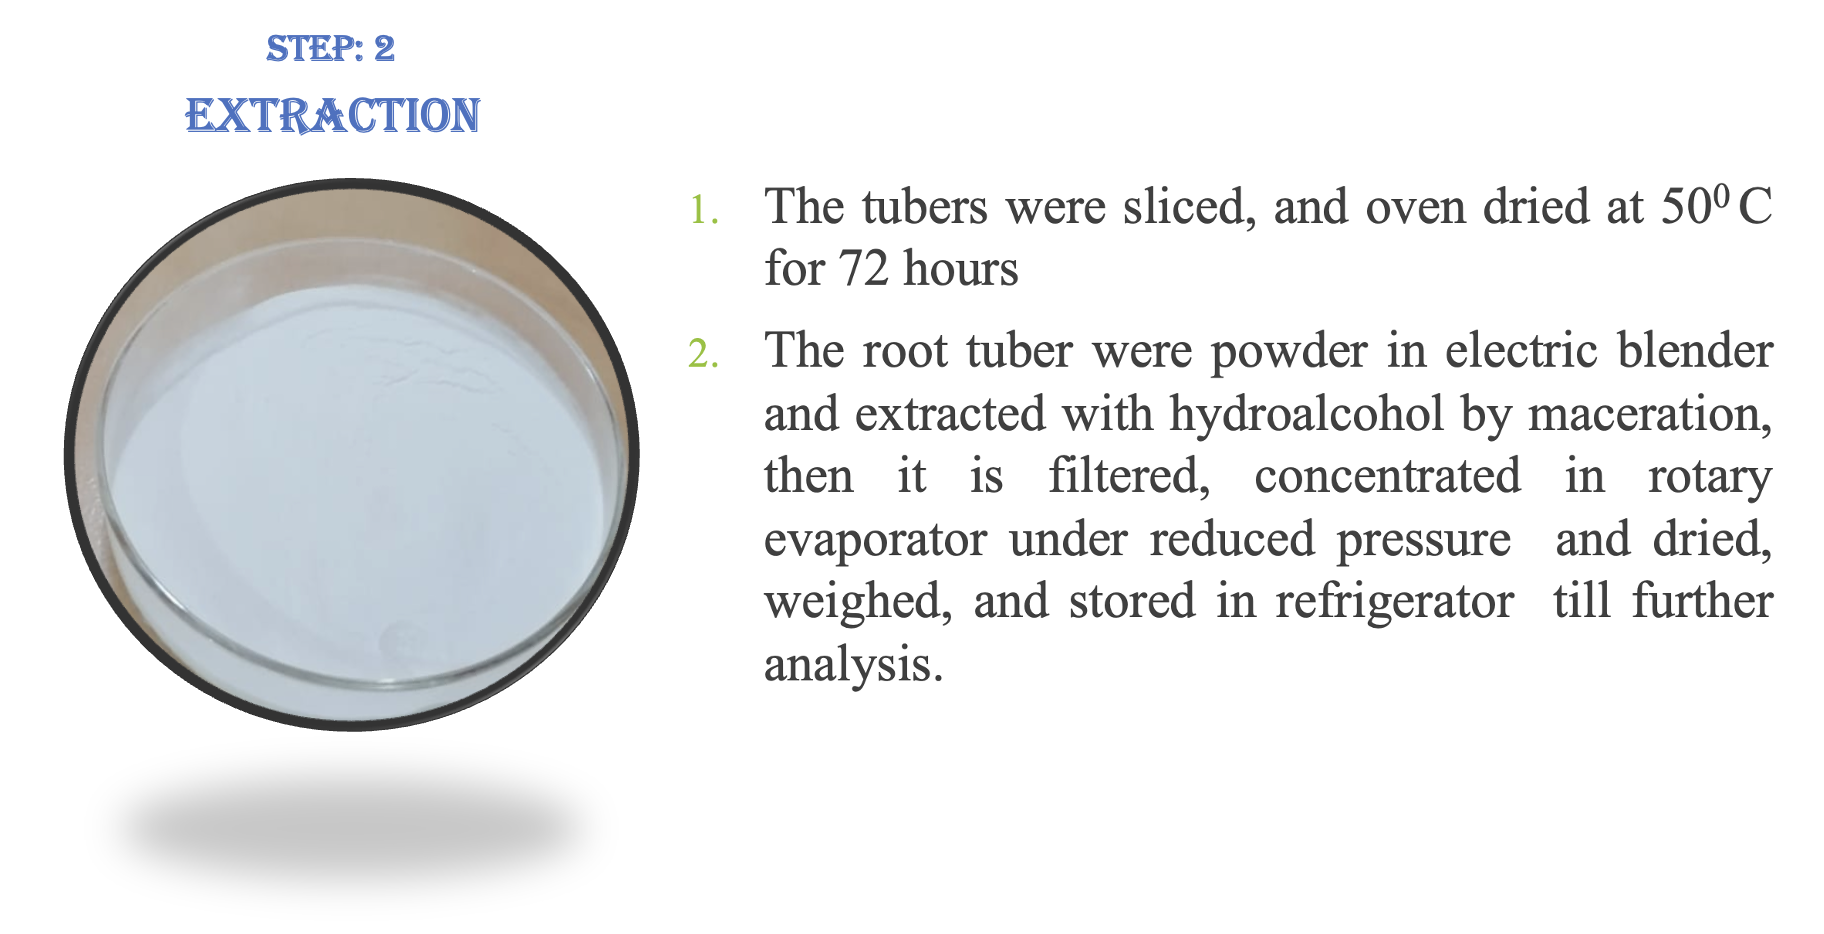 STEP: 2
EXTRACTION
1. The tubers were sliced, and oven dried at 50⁰ C
for 72 hours
2. The root tuber were powder in electric blender
and extracted with hydroalcohol by maceration,
then it is filtered, concentrated in rotary
evaporator under reduced pressure and dried,
weighed, and stored in refrigerator till further
analysis.